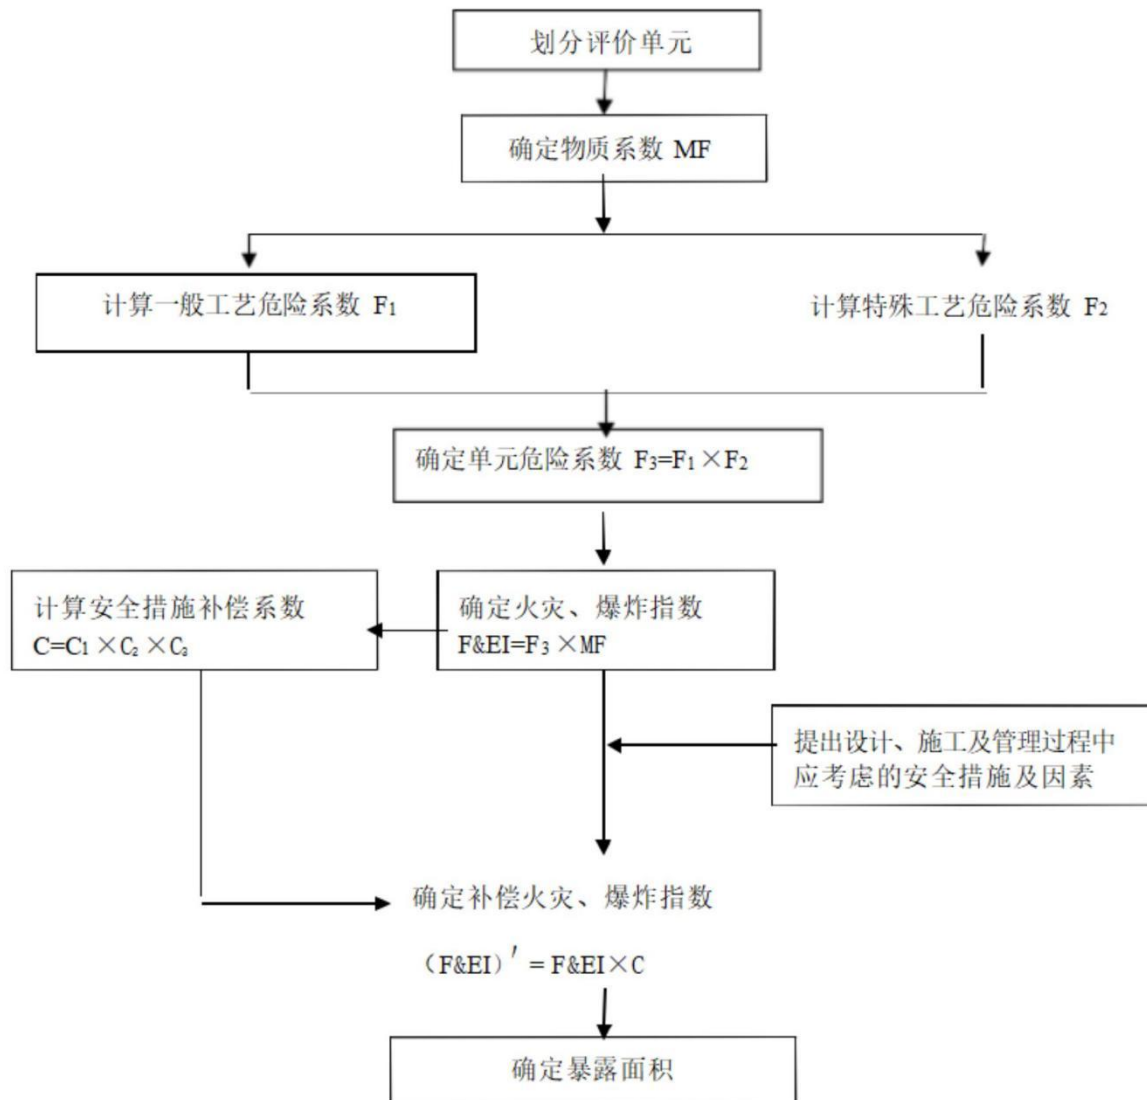 划分评价单元
确定物质系数 MF
计算一般工艺危险系数 F₁
计算特殊工艺危险系数 F₂
确定单元危险系数 F₃=F₁×F₂
计算安全措施补偿系数
C=C₁×C₂×C₃
确定火灾、爆炸指数
F&EI=F₃×MF
提出设计、施工及管理过程中
应考虑的安全措施及因素
确定补偿火灾、爆炸指数
（F&EI）′= F&EI×C
确定暴露面积